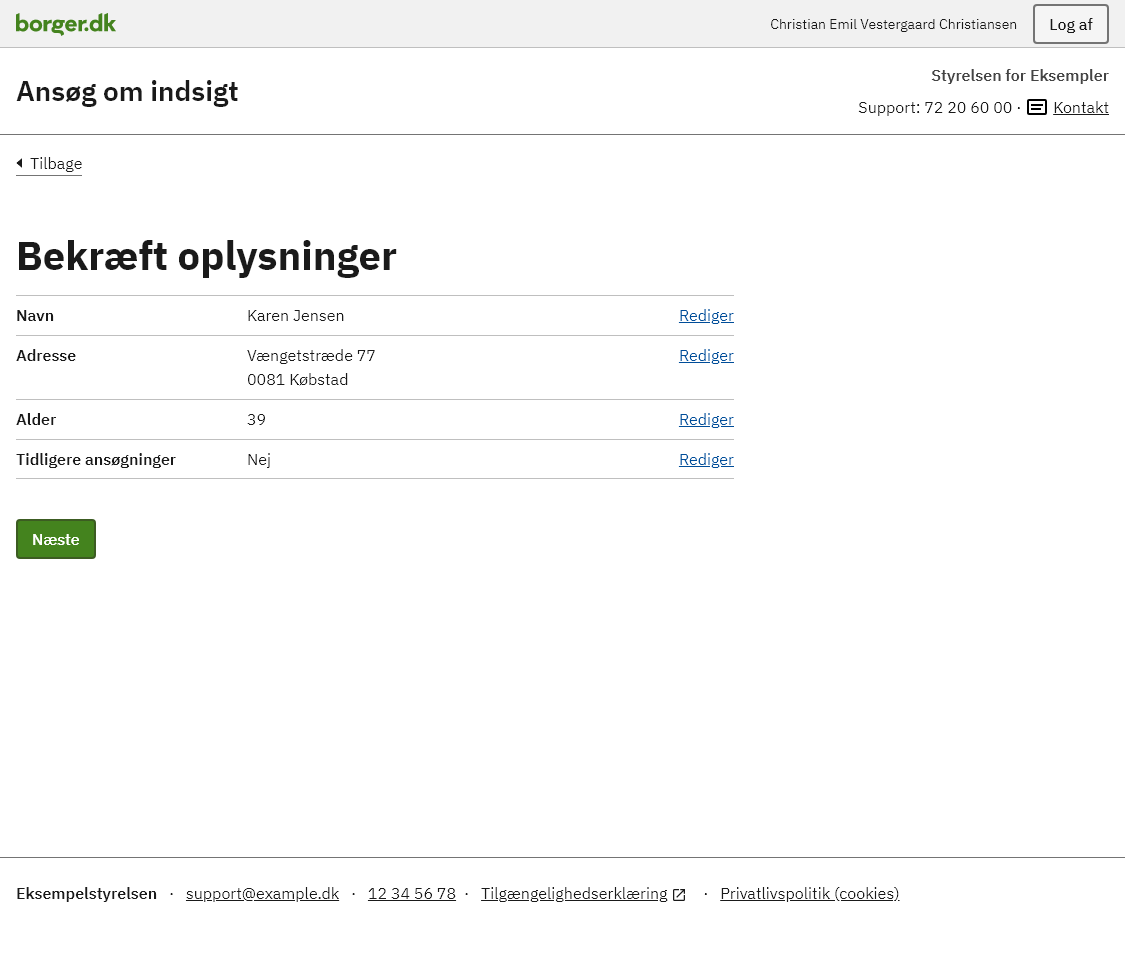 borger.dk
Christian Emil Vestergaard Christiansen
Log af
Ansøg om indsigt
Styrelsen for Eksempler
Support: 72 20 60 00 · Kontakt
Tilbage
Bekræft oplysninger
Navn Karen Jensen Rediger
Adresse Vængetstræde 77 Rediger
0081 Købstad
Alder 39 Rediger
Tidligere ansøgninger Nej Rediger
Næste
Eksempelstyrelsen · support@example.dk · 12 34 56 78 · Tilgængelighedserklæring · Privatlivspolitik (cookies)